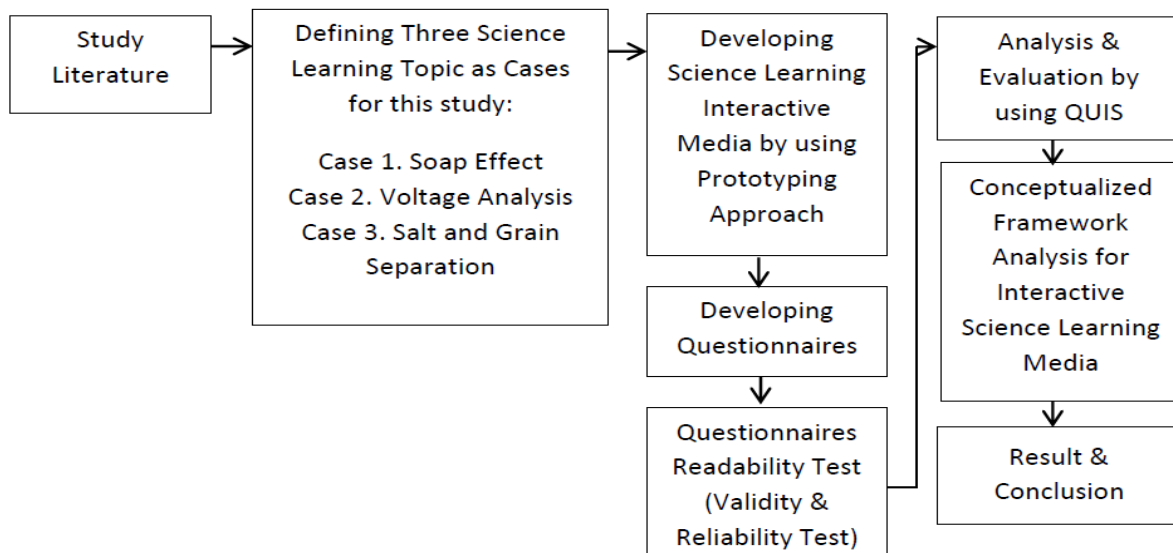 Study
Literature
Defining Three Science
Learning Topic as Cases
for this study:
Case 1. Soap Effect
Case 2. Voltage Analysis
Case 3. Salt and Grain
Separation
Developing
Science Learning
Interactive
Media by using
Prototyping
Approach
Developing
Questionnaires
Questionnaires
Readability Test
(Validity &
Reliability Test)
Analysis &
Evaluation by
using QUIS
Conceptualized
Framework
Analysis for
Interactive
Science Learning
Media
Result &
Conclusion